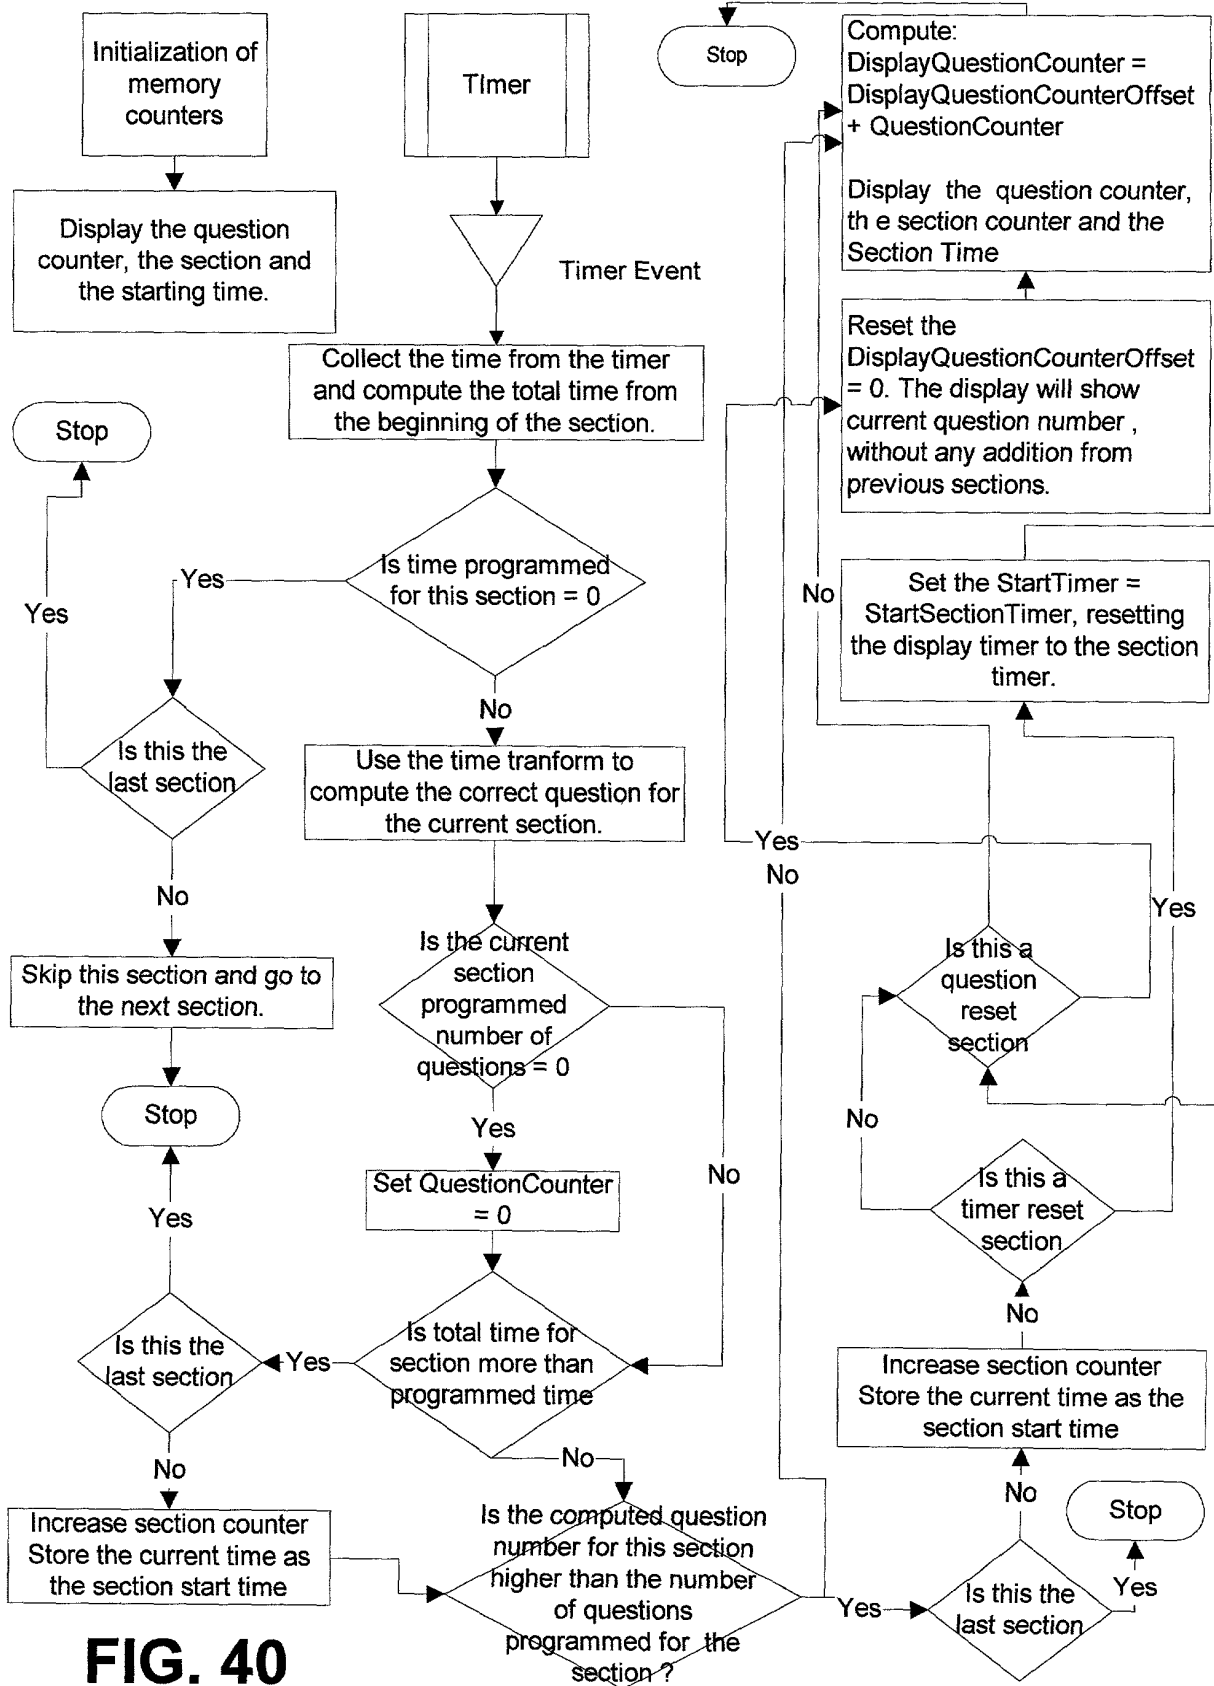 Initialization of
memory
counters
Display the question
counter, the section and
the starting time.
TImer
Timer Event
Collect the time from the timer
and compute the total time from
the beginning of the section.
Stop
Yes
Yes
Is time programmed
for this section = 0
No
Is this the
last section
No
Use the time tranform to
compute the correct question for
the current section.
Skip this section and go to
the next section.
Is the current
section
programmed
number of
questions = 0
Stop
Yes
No
Set QuestionCounter
= 0
Yes
Is this the
last section
Yes
Is total time for
section more than
programmed time
No
No
Increase section counter
Store the current time as
the section start time
Is the computed question
number for this section
higher than the number
of questions
programmed for the
section ?
Stop
Compute:
DisplayQuestionCounter =
DisplayQuestionCounterOffset
+ QuestionCounter
Display the question counter,
th e section counter and the
Section Time
Reset the
DisplayQuestionCounterOffset
= 0. The display will show
current question number ,
without any addition from
previous sections.
No
Set the StartTimer =
StartSectionTimer, resetting
the display timer to the section
timer.
Yes
No
Yes
Is this a
question
reset
section
No
Is this a
timer reset
section
No
Increase section counter
Store the current time as the
section start time
No
Stop
Yes
Is this the
last section
Yes
FIG. 40